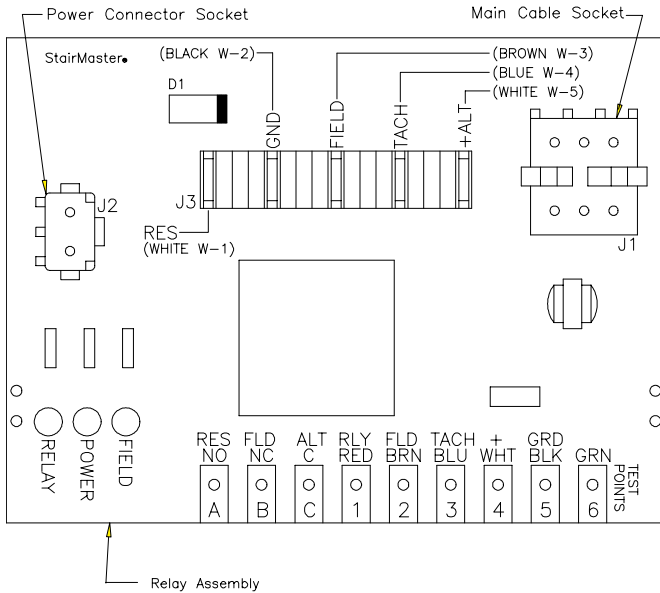 Power Connector Socket
Main Cable Socket
StairMaster
(BLACK W-2)
(BROWN W-3)
(BLUE W-4)
(WHITE W-5)
D1
GND
FIELD
TACH
+ALT
J2
J3
J1
RES
(WHITE W-1)
RELAY
POWER
FIELD
RES FLD ALT RLY FLD TACH + GRD
NO NC C RED BRN BLU WHT BLK GRN
A B C 1 2 3 4 5 6
TEST
POINTS
Relay Assembly